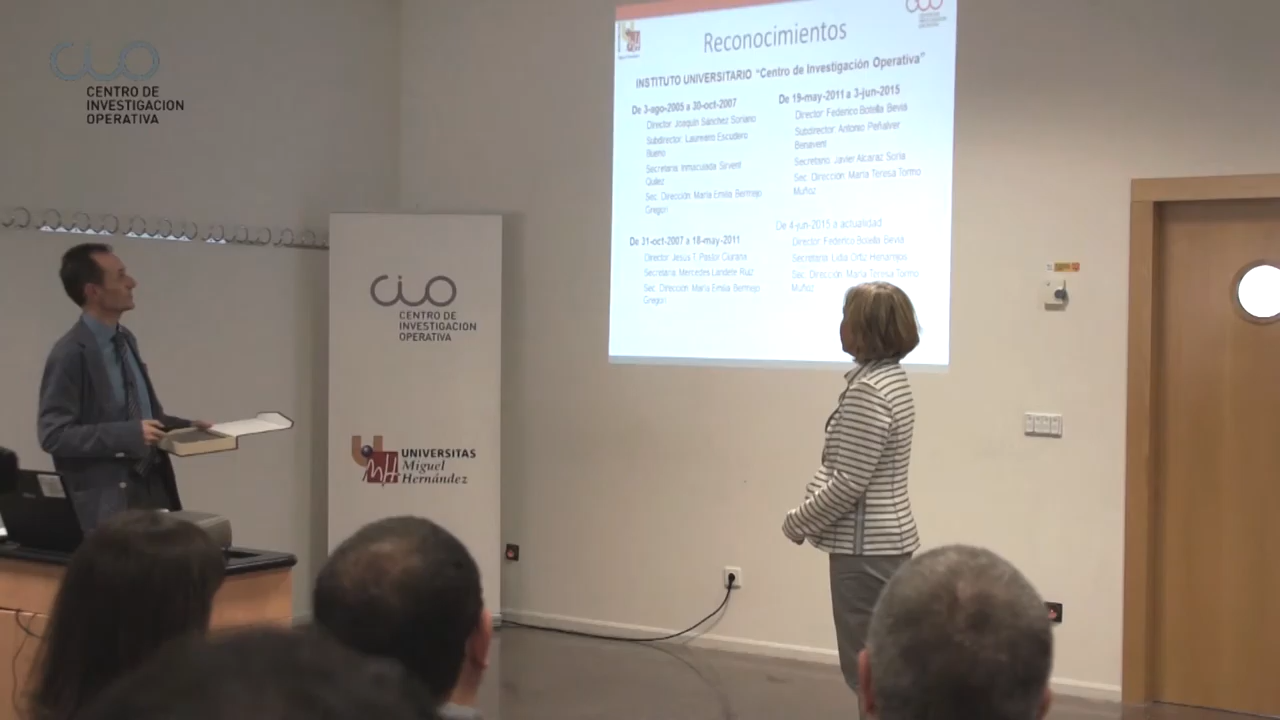 CIO
CENTRO DE
INVESTIGACION
OPERATIVA
CIO
CENTRO DE
INVESTIGACION
OPERATIVA
UMH
UNIVERSITAS
Miguel
Hernández
Reconocimientos
INSTITUTO UNIVERSITARIO "Centro de Investigación Operativa"
De 3-ago-2005 a 30-oct-2007
Director Joaquín Sánchez Soriano
Subdirector: Laureano Escudero
Bueno
Secretaria Inmaculada Sirvent
Quílez
Sec. Dirección María Emilia Bermejo
Gregori
De 31-oct-2007 a 18-may-2011
Director Jesus T. Pastor Ciurana
Secretaria Mercedes Landete Ruiz
Sec. Dirección María Emilia Bermejo
Gregori
De 19-may-2011 a 3-jun-2015
Director: Federico Botella Beviá
Subdirector Antonio Peñalver
Benavent
Secretario Javier Alcaraz Soria
Sec. Dirección María Teresa Tormo
Muñoz
De 4-jun-2015 a actualidad
Director: Federico Botella Beviá
Secretaria: Lidia Ortiz Henarejos
Sec. Dirección María Teresa Tormo
Muñoz